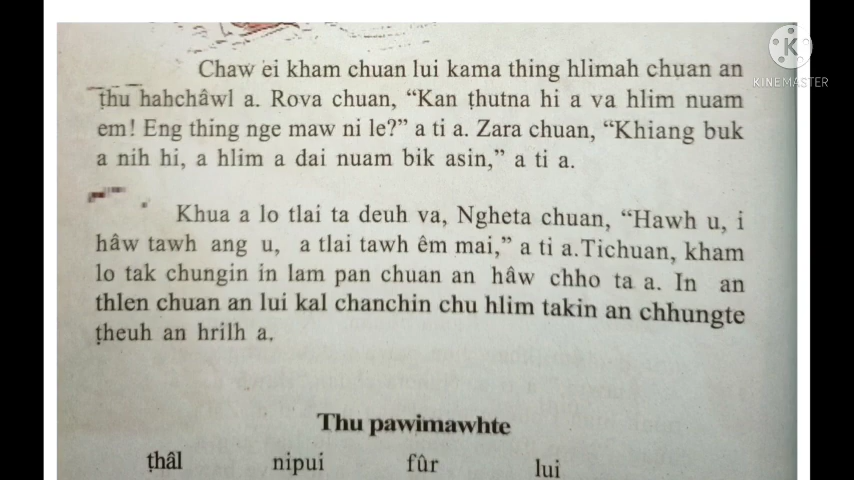 Chaw ei kham chuan lui kama thing hlimah chuan an
ṭhu hahchâwl a. Rova chuan, “Kan ṭhutna hi a va hlim nuam
em! Eng thing nge maw ni le?” a ti a. Zara chuan, “Khiang buk
a nih hi, a hlim a dai nuam bik asin,” a ti a.
Khua a lo tlai ta deuh va, Ngheta chuan, “Hawh u, i
hâw tawh ang u, a tlai tawh êm mai,” a ti a.Tichuan, kham
lo tak chungin in lam pan chuan an hâw chho ta a. In an
thlen chuan an lui kal chanchin chu hlim takin an chhungte
ṭheuh an hrilh a.
Thu pawimawhte
ṭhâl nipui fûr lui
KINEMASTER